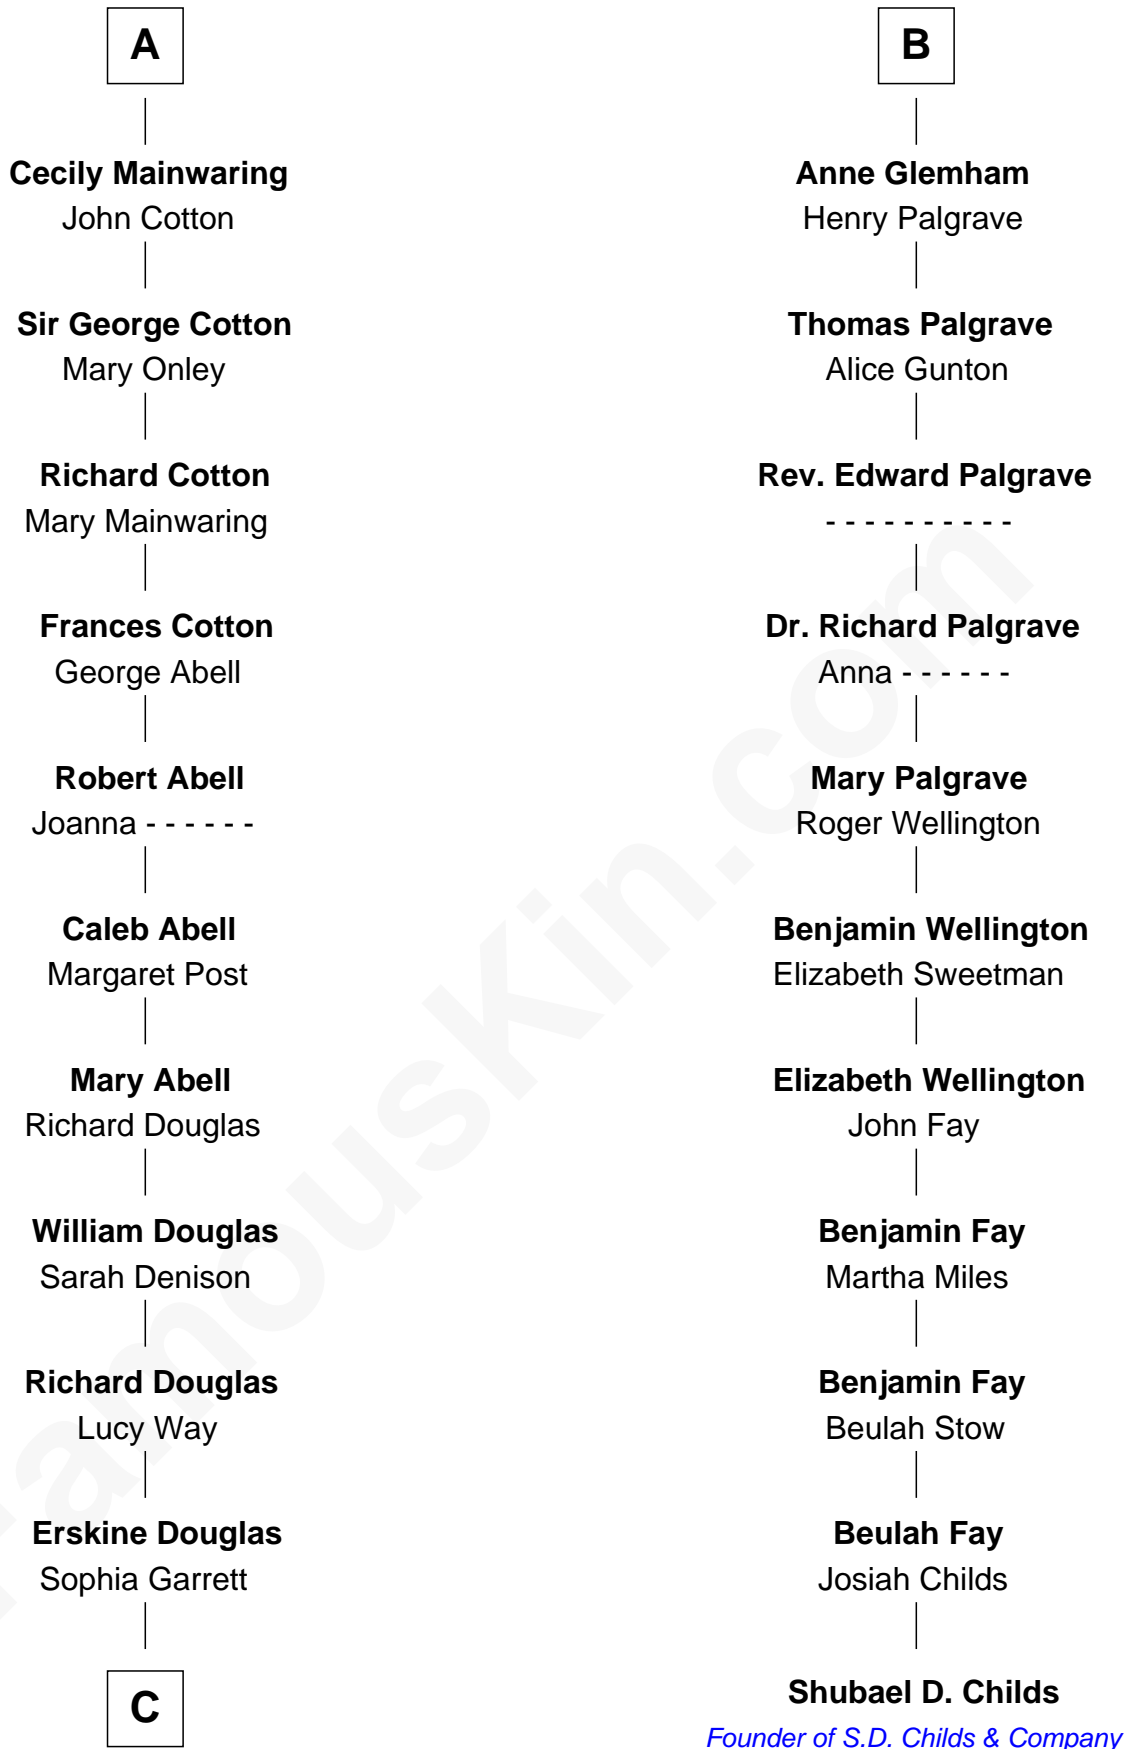 A
Cecily Mainwaring
John Cotton
Sir George Cotton
Mary Onley
Richard Cotton
Mary Mainwaring
Frances Cotton
George Abell
Robert Abell
Joanna - - - - - -
Caleb Abell
Margaret Post
Mary Abell
Richard Douglas
William Douglas
Sarah Denison
Richard Douglas
Lucy Way
Erskine Douglas
Sophia Garrett
C
B
Anne Glemham
Henry Palgrave
Thomas Palgrave
Alice Gunton
Rev. Edward Palgrave
- - - - - - - - - -
Dr. Richard Palgrave
Anna - - - - - -
Mary Palgrave
Roger Wellington
Benjamin Wellington
Elizabeth Sweetman
Elizabeth Wellington
John Fay
Benjamin Fay
Martha Miles
Benjamin Fay
Beulah Stow
Beulah Fay
Josiah Childs
Shubael D. Childs
Founder of S.D. Childs & Company
FamousKin.com